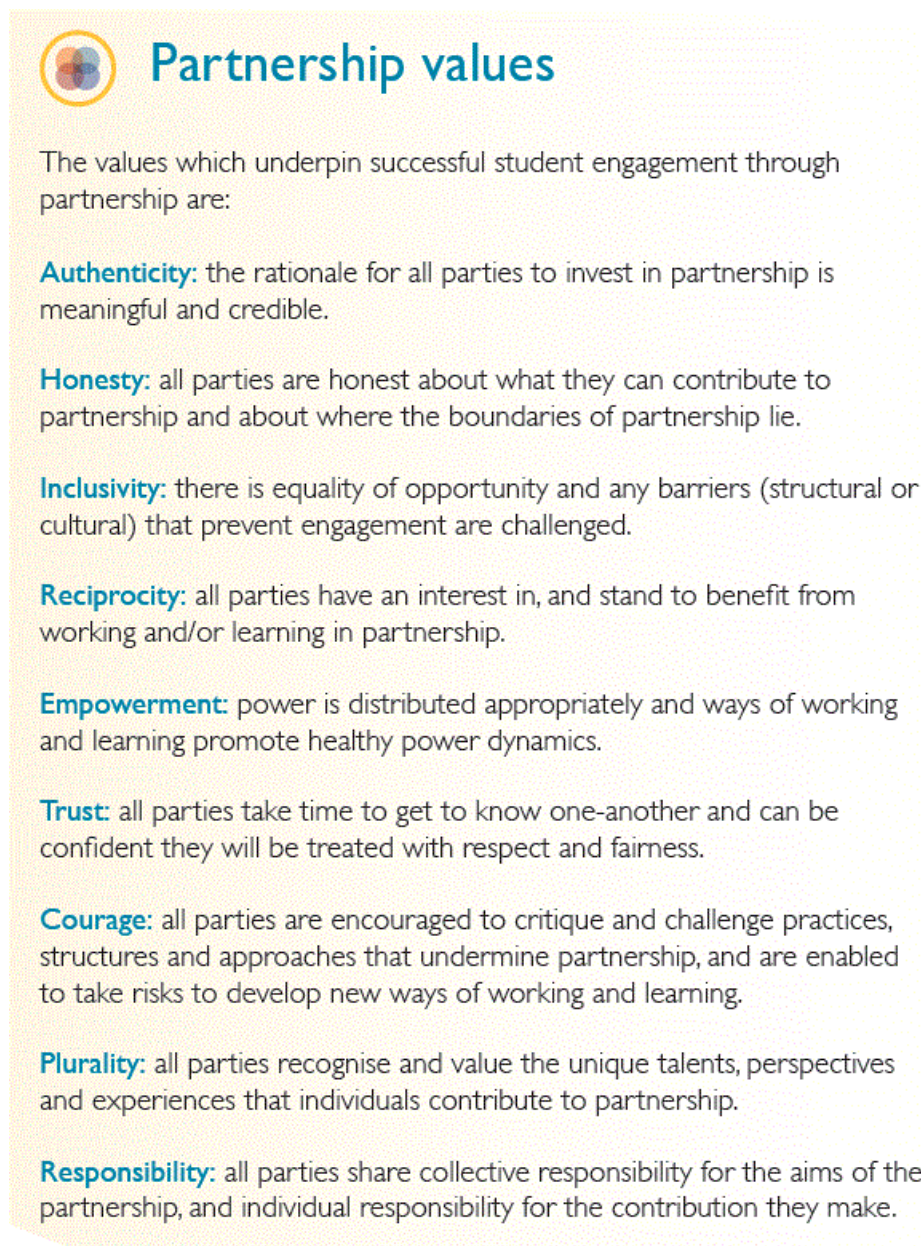 Partnership values
The values which underpin successful student engagement through
partnership are:
Authenticity: the rationale for all parties to invest in partnership is
meaningful and credible.
Honesty: all parties are honest about what they can contribute to
partnership and about where the boundaries of partnership lie.
Inclusivity: there is equality of opportunity and any barriers (structural or
cultural) that prevent engagement are challenged.
Reciprocity: all parties have an interest in, and stand to benefit from
working and/or learning in partnership.
Empowerment: power is distributed appropriately and ways of working
and learning promote healthy power dynamics.
Trust: all parties take time to get to know one-another and can be
confident they will be treated with respect and fairness.
Courage: all parties are encouraged to critique and challenge practices,
structures and approaches that undermine partnership, and are enabled
to take risks to develop new ways of working and learning.
Plurality: all parties recognise and value the unique talents, perspectives
and experiences that individuals contribute to partnership.
Responsibility: all parties share collective responsibility for the aims of the
partnership, and individual responsibility for the contribution they make.